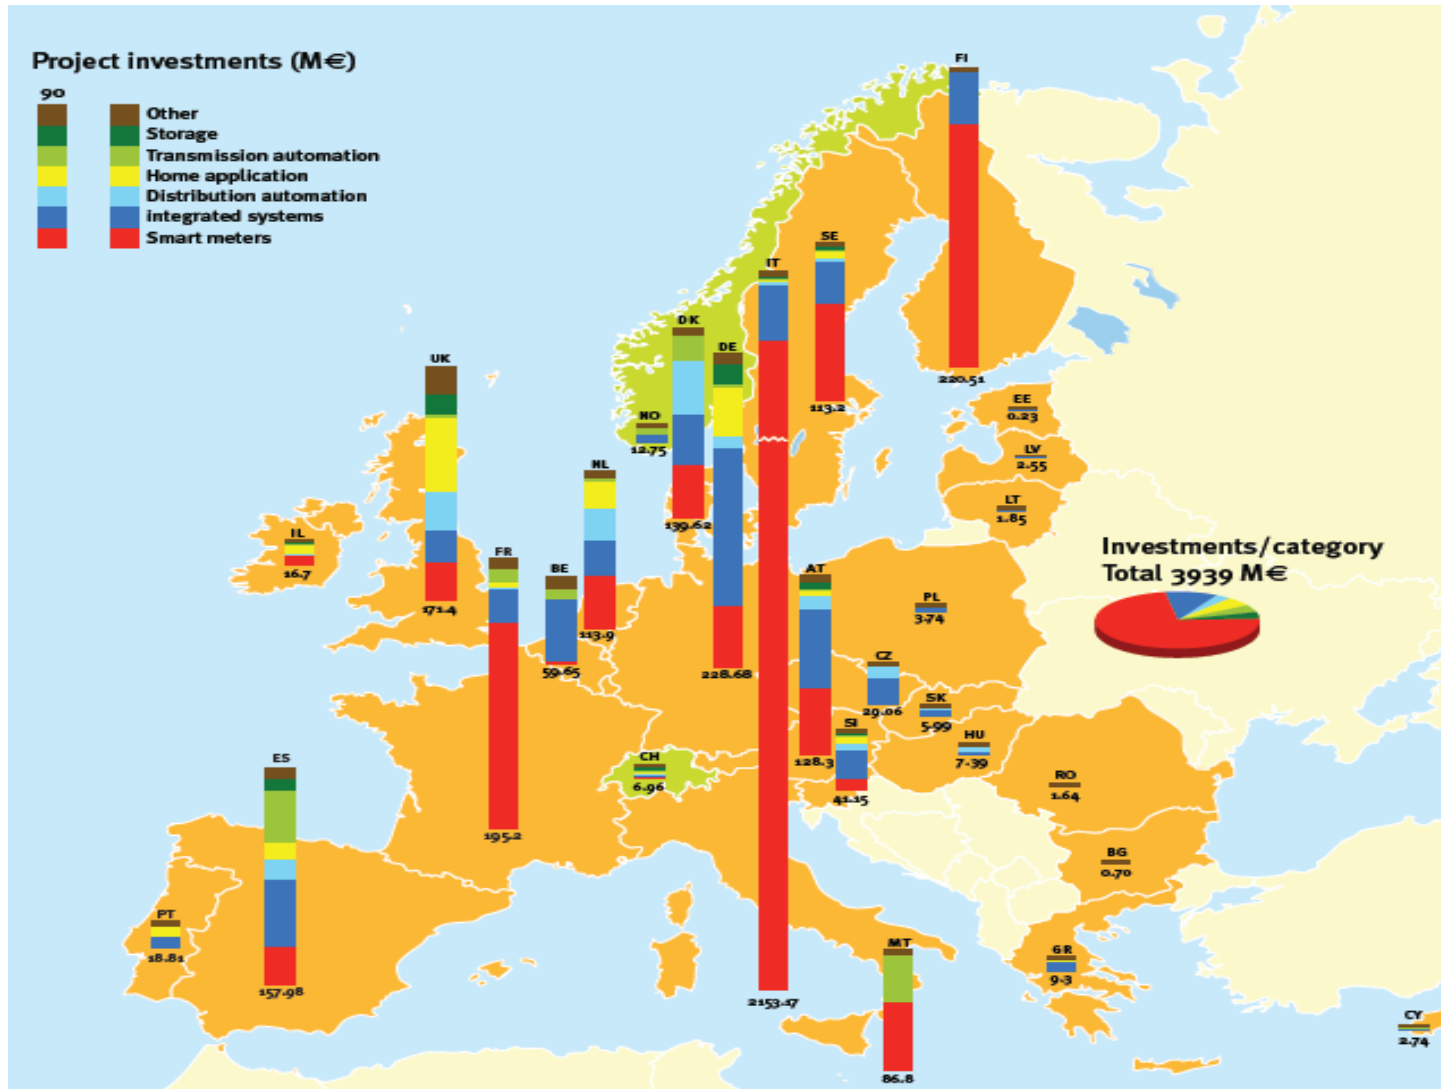 Project investments (M€)
90
Other
Storage
Transmission automation
Home application
Distribution automation
integrated systems
Smart meters
FI
220.51
SE
113.2
IT
2153.17
DK
139.62
DE
228.68
UK
171.4
NO
12.75
EE
0.23
LV
2.55
LT
1.85
NL
113.9
IL
16.7
FR
195.2
BE
59.65
Investments/category
Total 3939 M€
AT
128.3
PL
3.74
CZ
29.06
SK
5.99
SI
41.15
HU
7.39
CH
6.96
ES
157.98
RO
1.64
BG
0.70
PT
18.81
MT
86.8
GR
9.3
CY
2.74